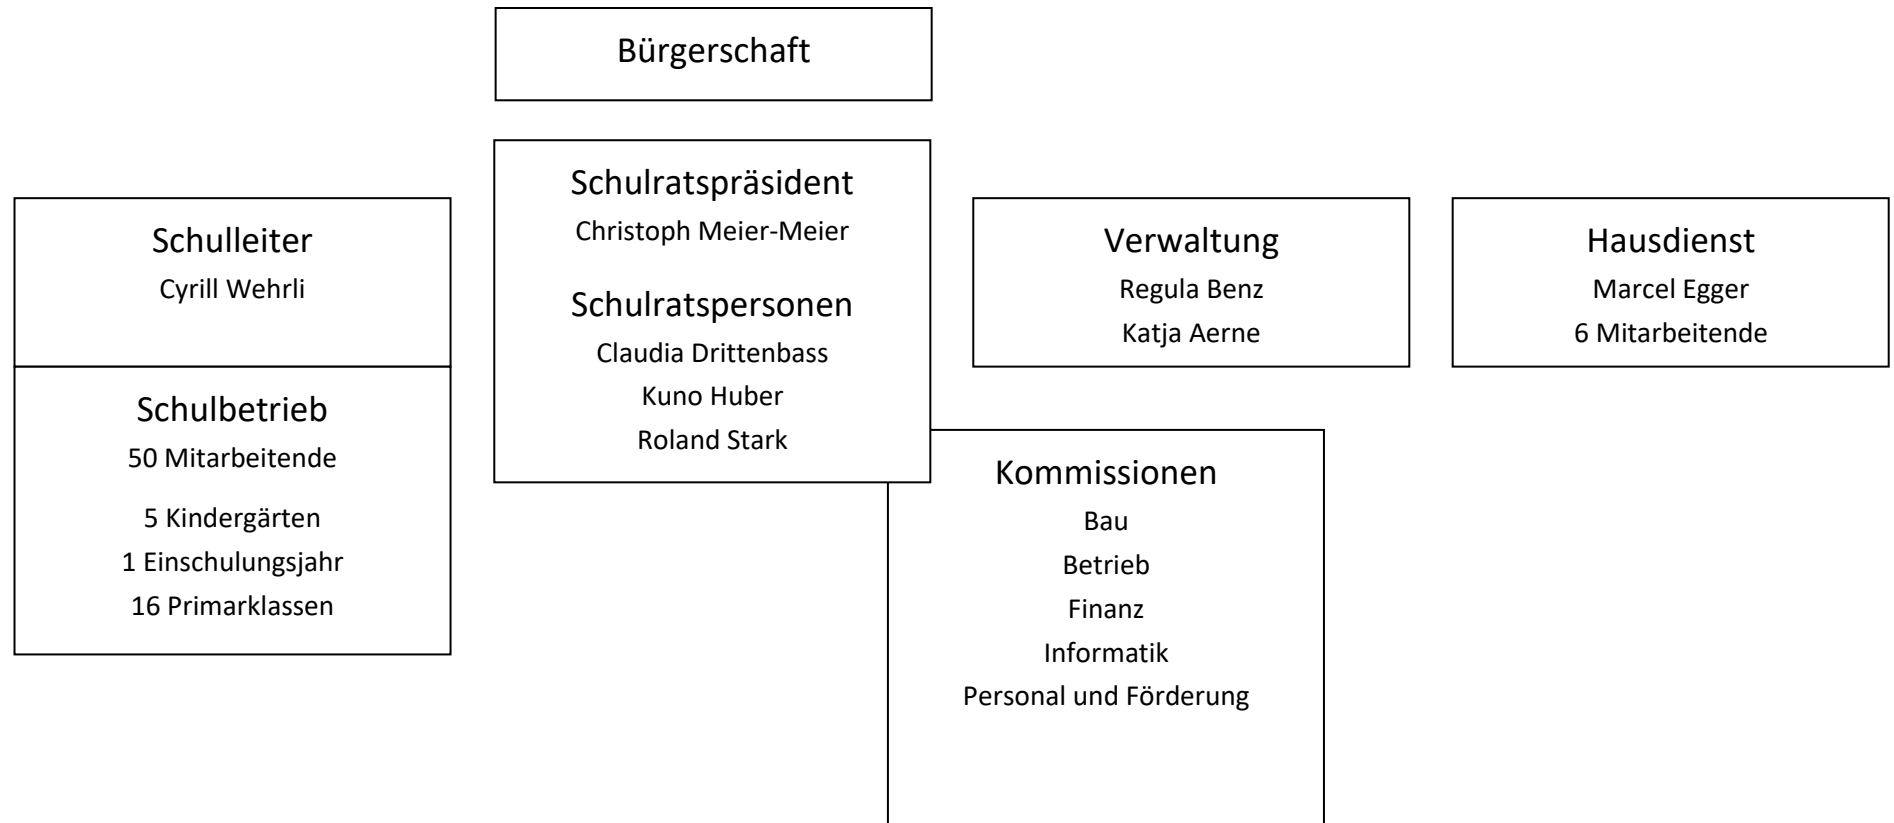 Bürgerschaft
Schulratspräsident
Christoph Meier-Meier
Schulratspersonen
Claudia Drittenbass
Kuno Huber
Roland Stark
Schulleiter
Cyrill Wehrli
Schulbetrieb
50 Mitarbeitende
5 Kindergärten
1 Einschulungsjahr
16 Primarklassen
Verwaltung
Regula Benz
Katja Aerne
Hausdienst
Marcel Egger
6 Mitarbeitende
Kommissionen
Bau
Betrieb
Finanz
Informatik
Personal und Förderung